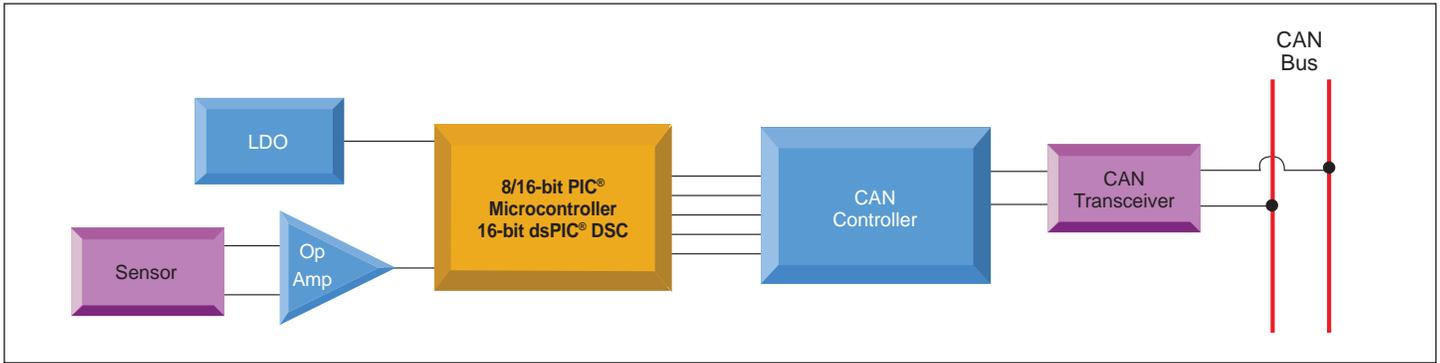 CAN
Bus
LDO
8/16-bit PIC®
Microcontroller
16-bit dsPIC® DSC
CAN
Controller
CAN
Transceiver
Sensor
Op
Amp